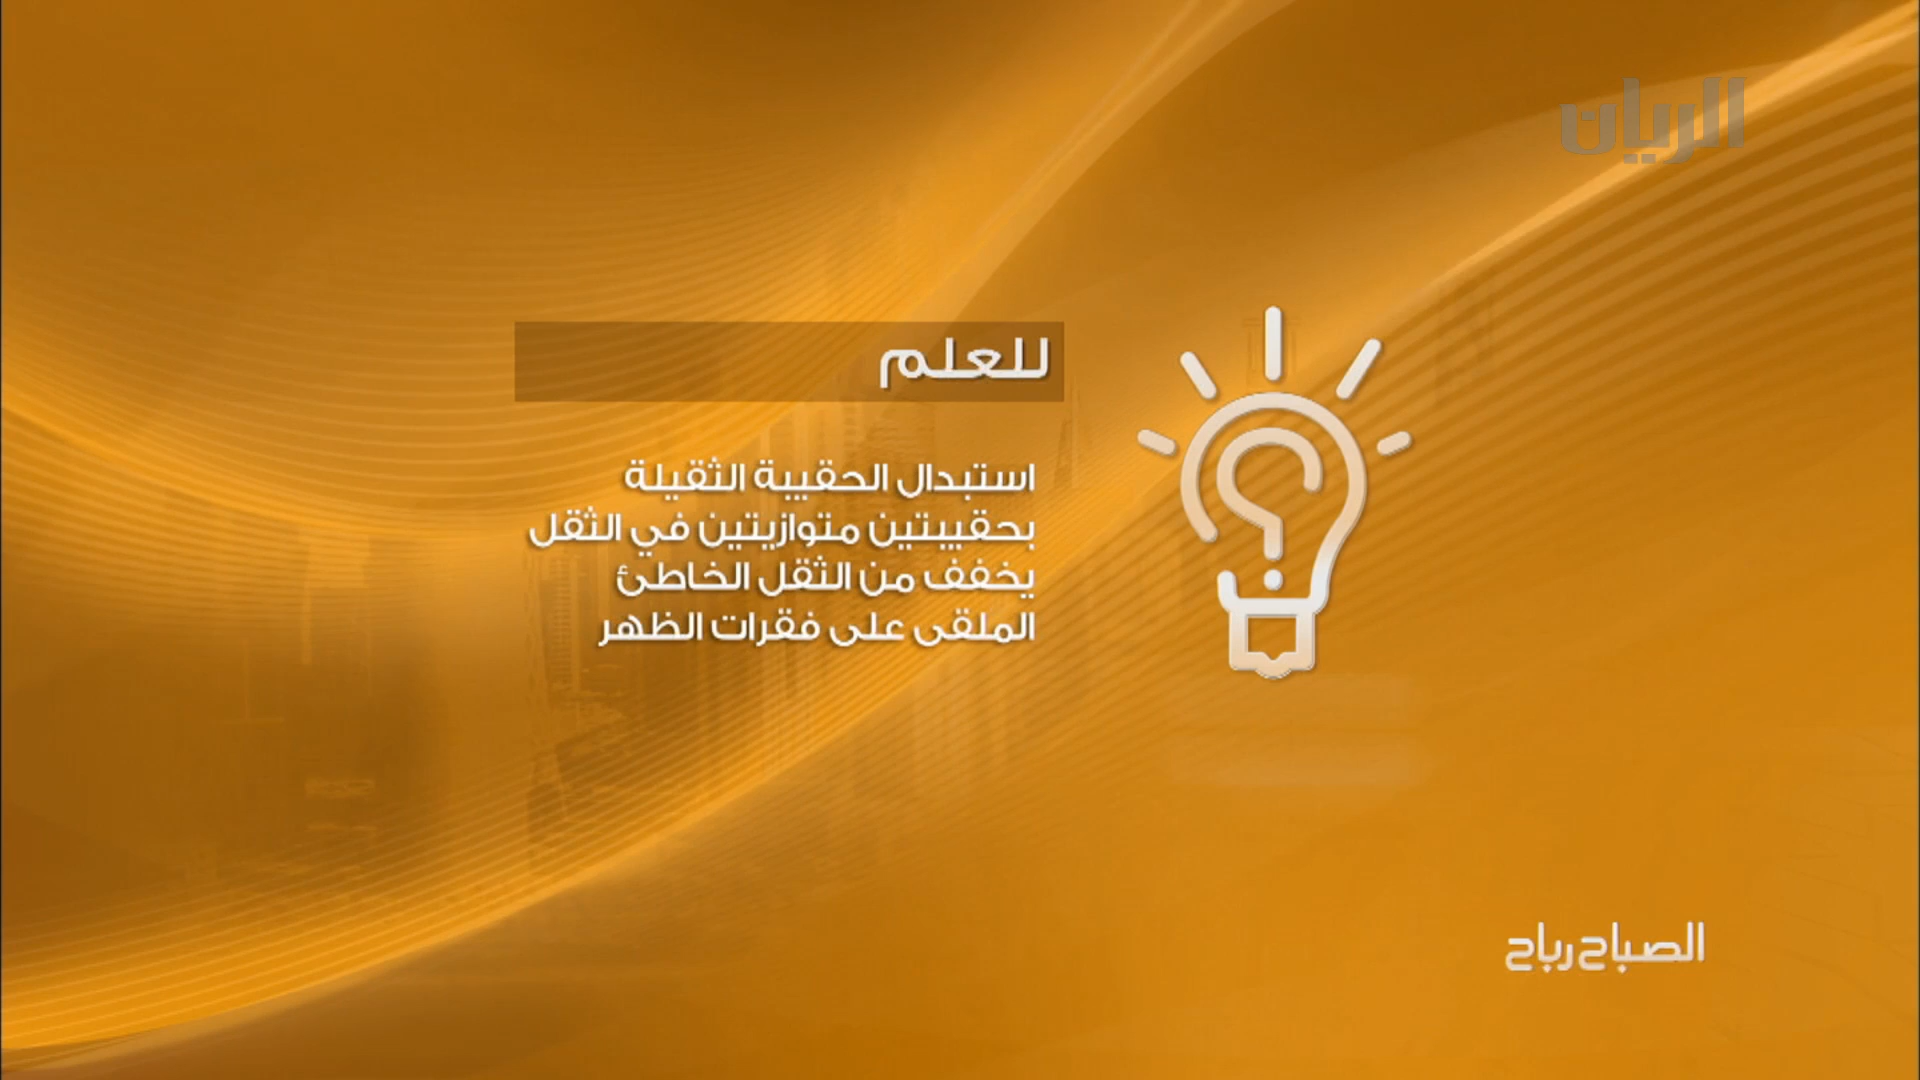 الريان
للعلم
استبدال الحقيبة الثقيلة
بحقيبتين متوازيتين في الثقل
يخفف من الثقل الخاطئ
الملقى على فقرات الظهر
الصباح رباح